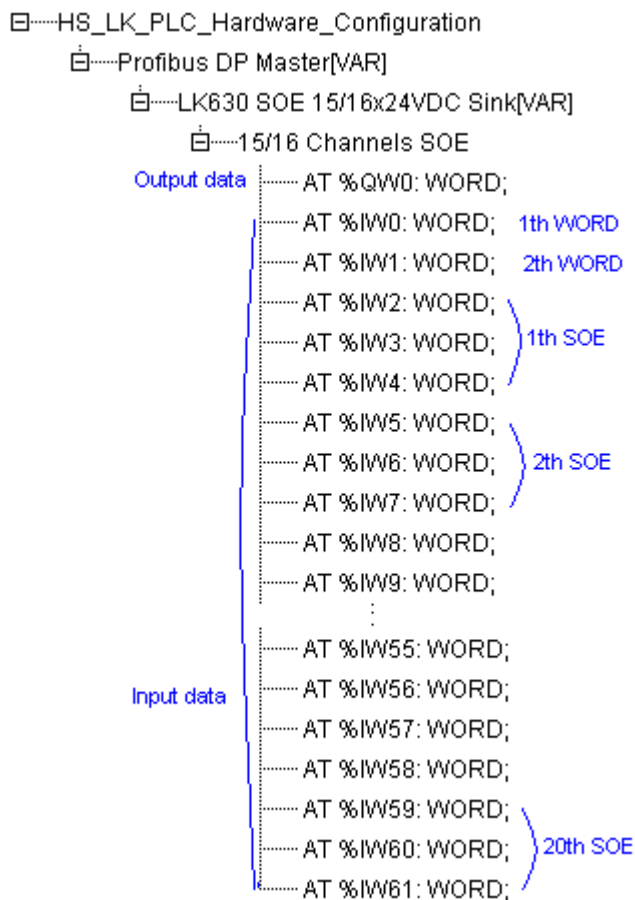 HS_LK_PLC_Hardware_Configuration
Profibus DP Master[VAR]
LK630 SOE 15/16x24VDC Sink[VAR]
15/16 Channels SOE
Output data AT %QW0: WORD;
AT %IW0: WORD; 1th WORD
AT %IW1: WORD; 2th WORD
AT %IW2: WORD;
AT %IW3: WORD; 1th SOE
AT %IW4: WORD;
AT %IW5: WORD;
AT %IW6: WORD; 2th SOE
AT %IW7: WORD;
AT %IW8: WORD;
AT %IW9: WORD;
AT %IW55: WORD;
Input data AT %IW56: WORD;
AT %IW57: WORD;
AT %IW58: WORD;
AT %IW59: WORD;
AT %IW60: WORD; 20th SOE
AT %IW61: WORD;